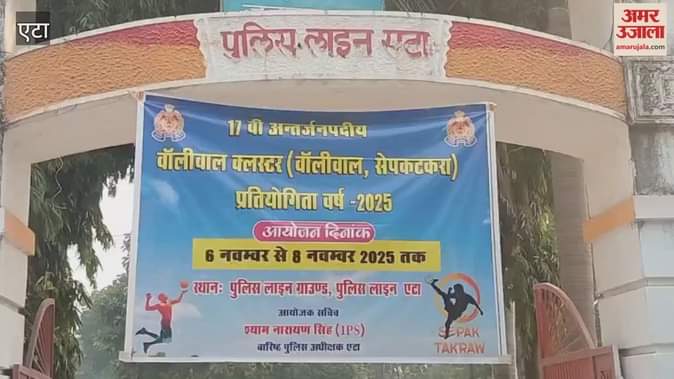 एटा
अमर उजाला
amarujala.com
पुलिस लाइन एटा
17 वी अन्तर्जनपदीय
वॉलीवाल क्लस्टर (वॉलीवाल, सेपकटकरा)
प्रतियोगिता वर्ष -2025
आयोजन दिनांक
6 नवम्बर से 8 नवम्बर 2025 तक
स्थानः पुलिस लाइन ग्राउण्ड, पुलिस लाइन एटा
आयोजक सचिव
श्याम नारायण सिंह (IPS)
वरिष्ठ पुलिस अधीक्षक एटा
SEPAK
TAKRAW